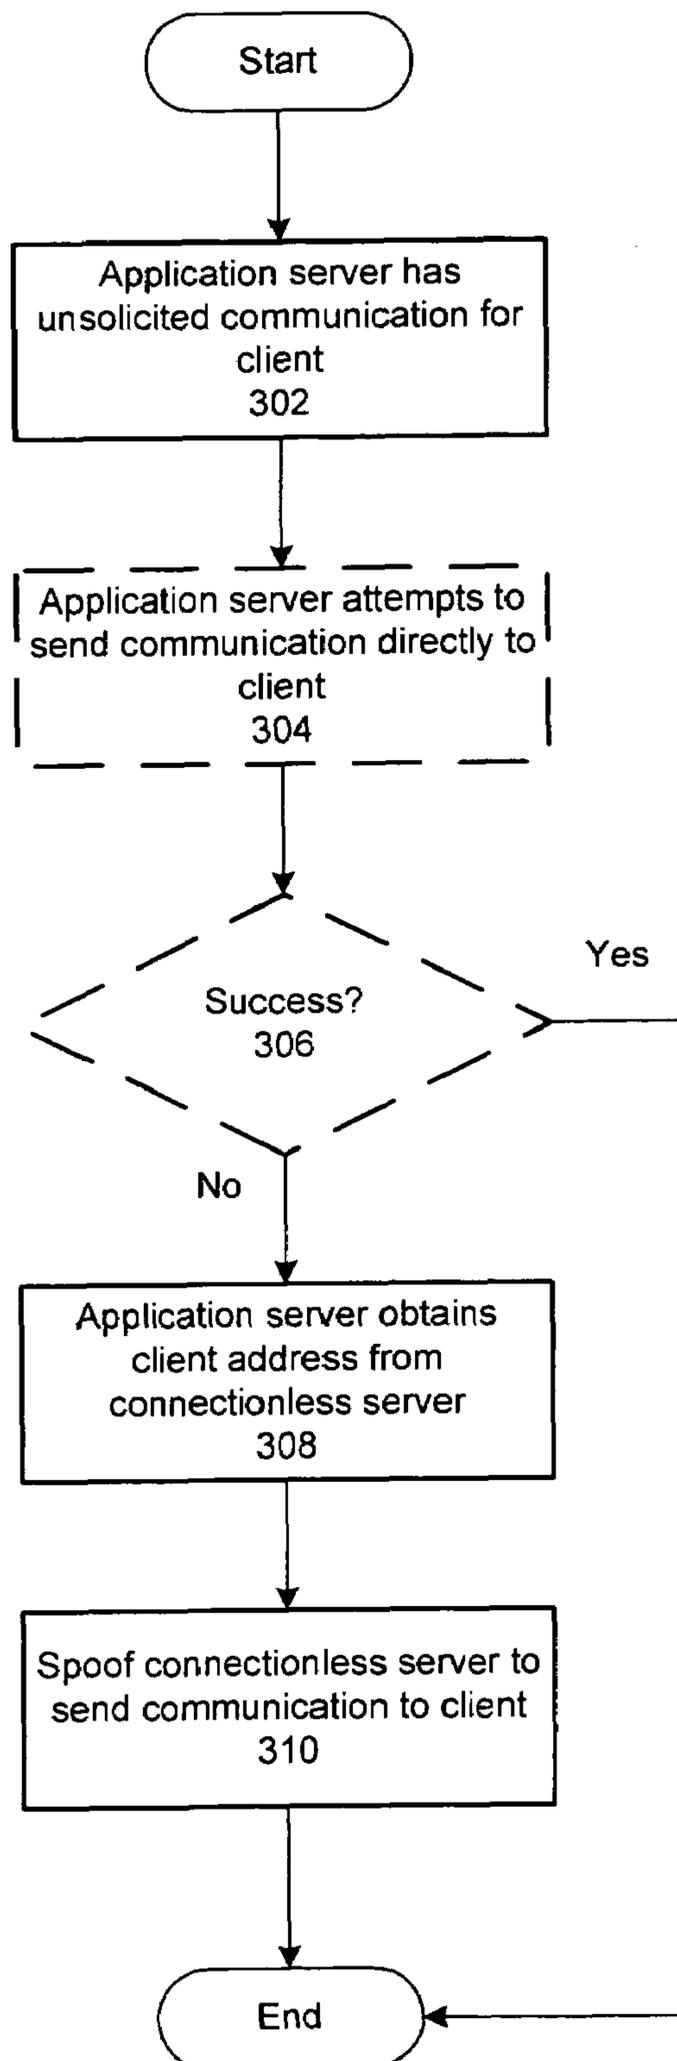 Start
Application server has
unsolicited communication for
client
302
Application server attempts to
send communication directly to
client
304
Yes
Success?
306
No
Application server obtains
client address from
connectionless server
308
Spoof connectionless server to
send communication to client
310
End